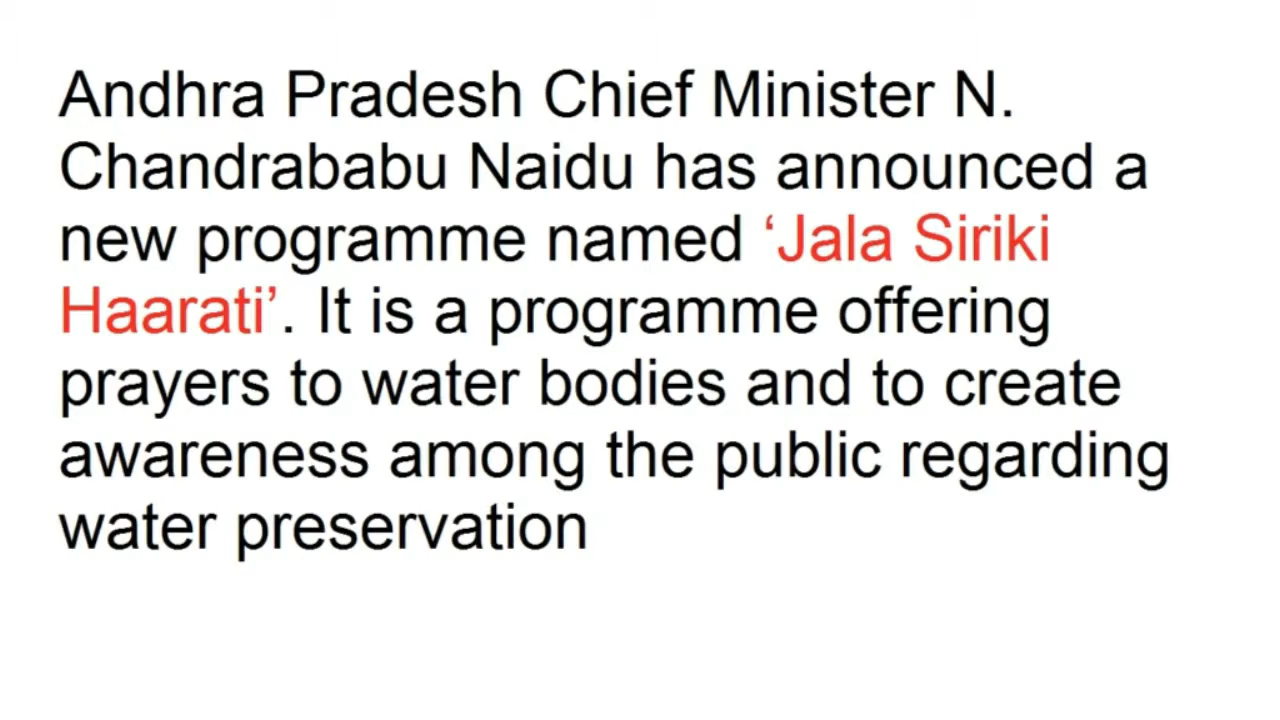 Andhra Pradesh Chief Minister N.
Chandrababu Naidu has announced a
new programme named ‘Jala Siriki
Haarati’. It is a programme offering
prayers to water bodies and to create
awareness among the public regarding
water preservation